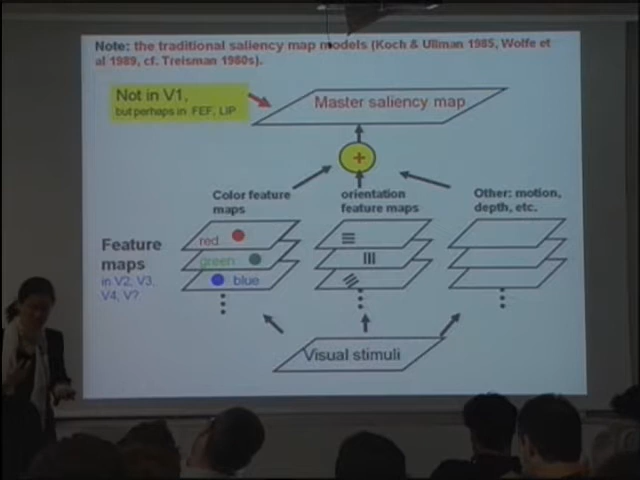 Note: the traditional saliency map models (Koch & Ullman 1985, Wolfe et
al 1989, cf. Treisman 1980s).
Not in V1,
but perhaps in FEF, LIP
Master saliency map
+
Color feature
maps
orientation
feature maps
Other: motion,
depth, etc.
Feature
maps
in V2, V3,
V4, V?
red
green
blue
Visual stimuli